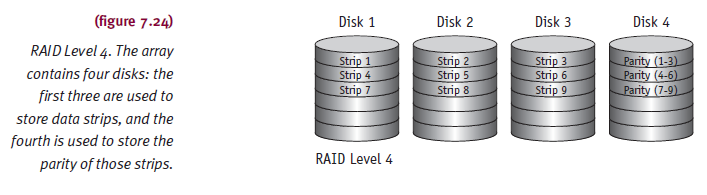 (figure 7.24)
RAID Level 4. The array
contains four disks: the
first three are used to
store data strips, and the
fourth is used to store the
parity of those strips.
Disk 1 Disk 2 Disk 3 Disk 4
Strip 1 Strip 2 Strip 3 Parity (1-3)
Strip 4 Strip 5 Strip 6 Parity (4-6)
Strip 7 Strip 8 Strip 9 Parity (7-9)
RAID Level 4